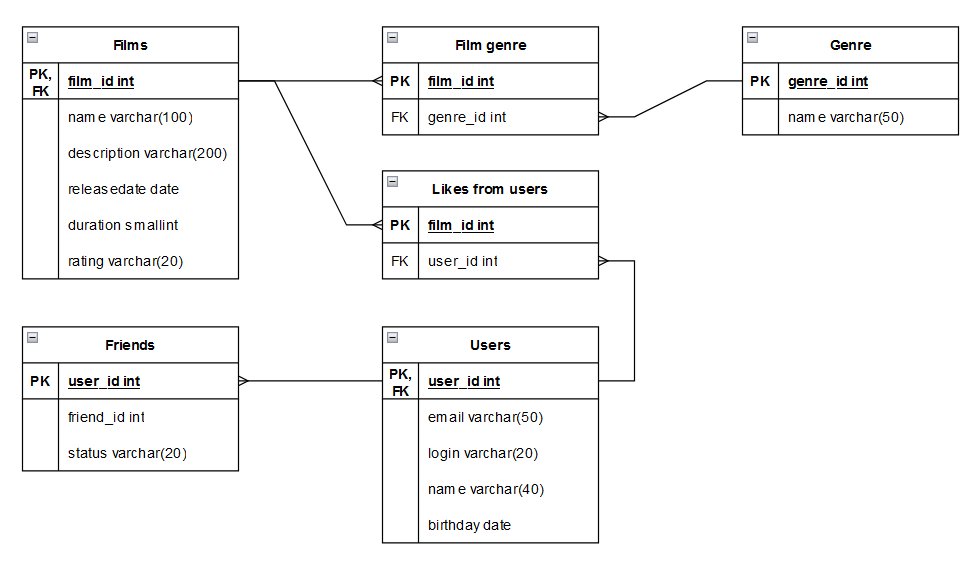 Films
PK, FK film_id int
name varchar(100)
description varchar(200)
releasedate date
duration smallint
rating varchar(20)
Film genre
PK film_id int
FK genre_id int
Genre
PK genre_id int
name varchar(50)
Likes from users
PK film_id int
FK user_id int
Friends
PK user_id int
friend_id int
status varchar(20)
Users
PK, FK user_id int
email varchar(50)
login varchar(20)
name varchar(40)
birthday date